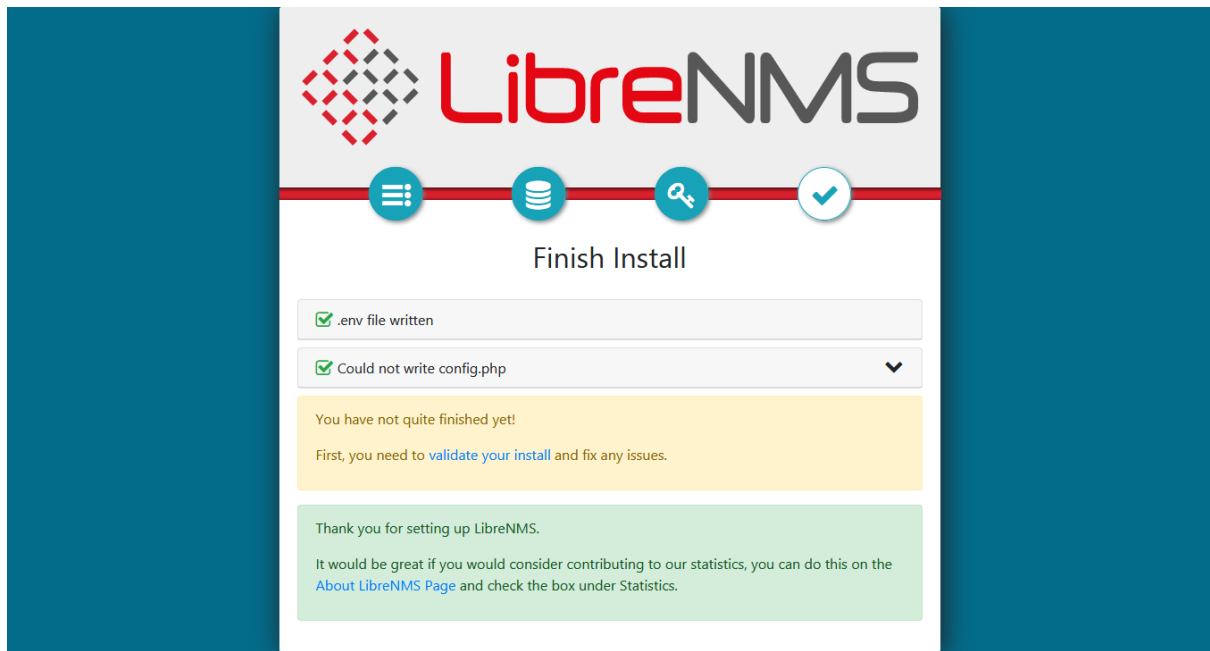 LibreNMS
Finish Install
.env file written
Could not write config.php
You have not quite finished yet!
First, you need to validate your install and fix any issues.
Thank you for setting up LibreNMS.
It would be great if you would consider contributing to our statistics, you can do this on the
About LibreNMS Page and check the box under Statistics.